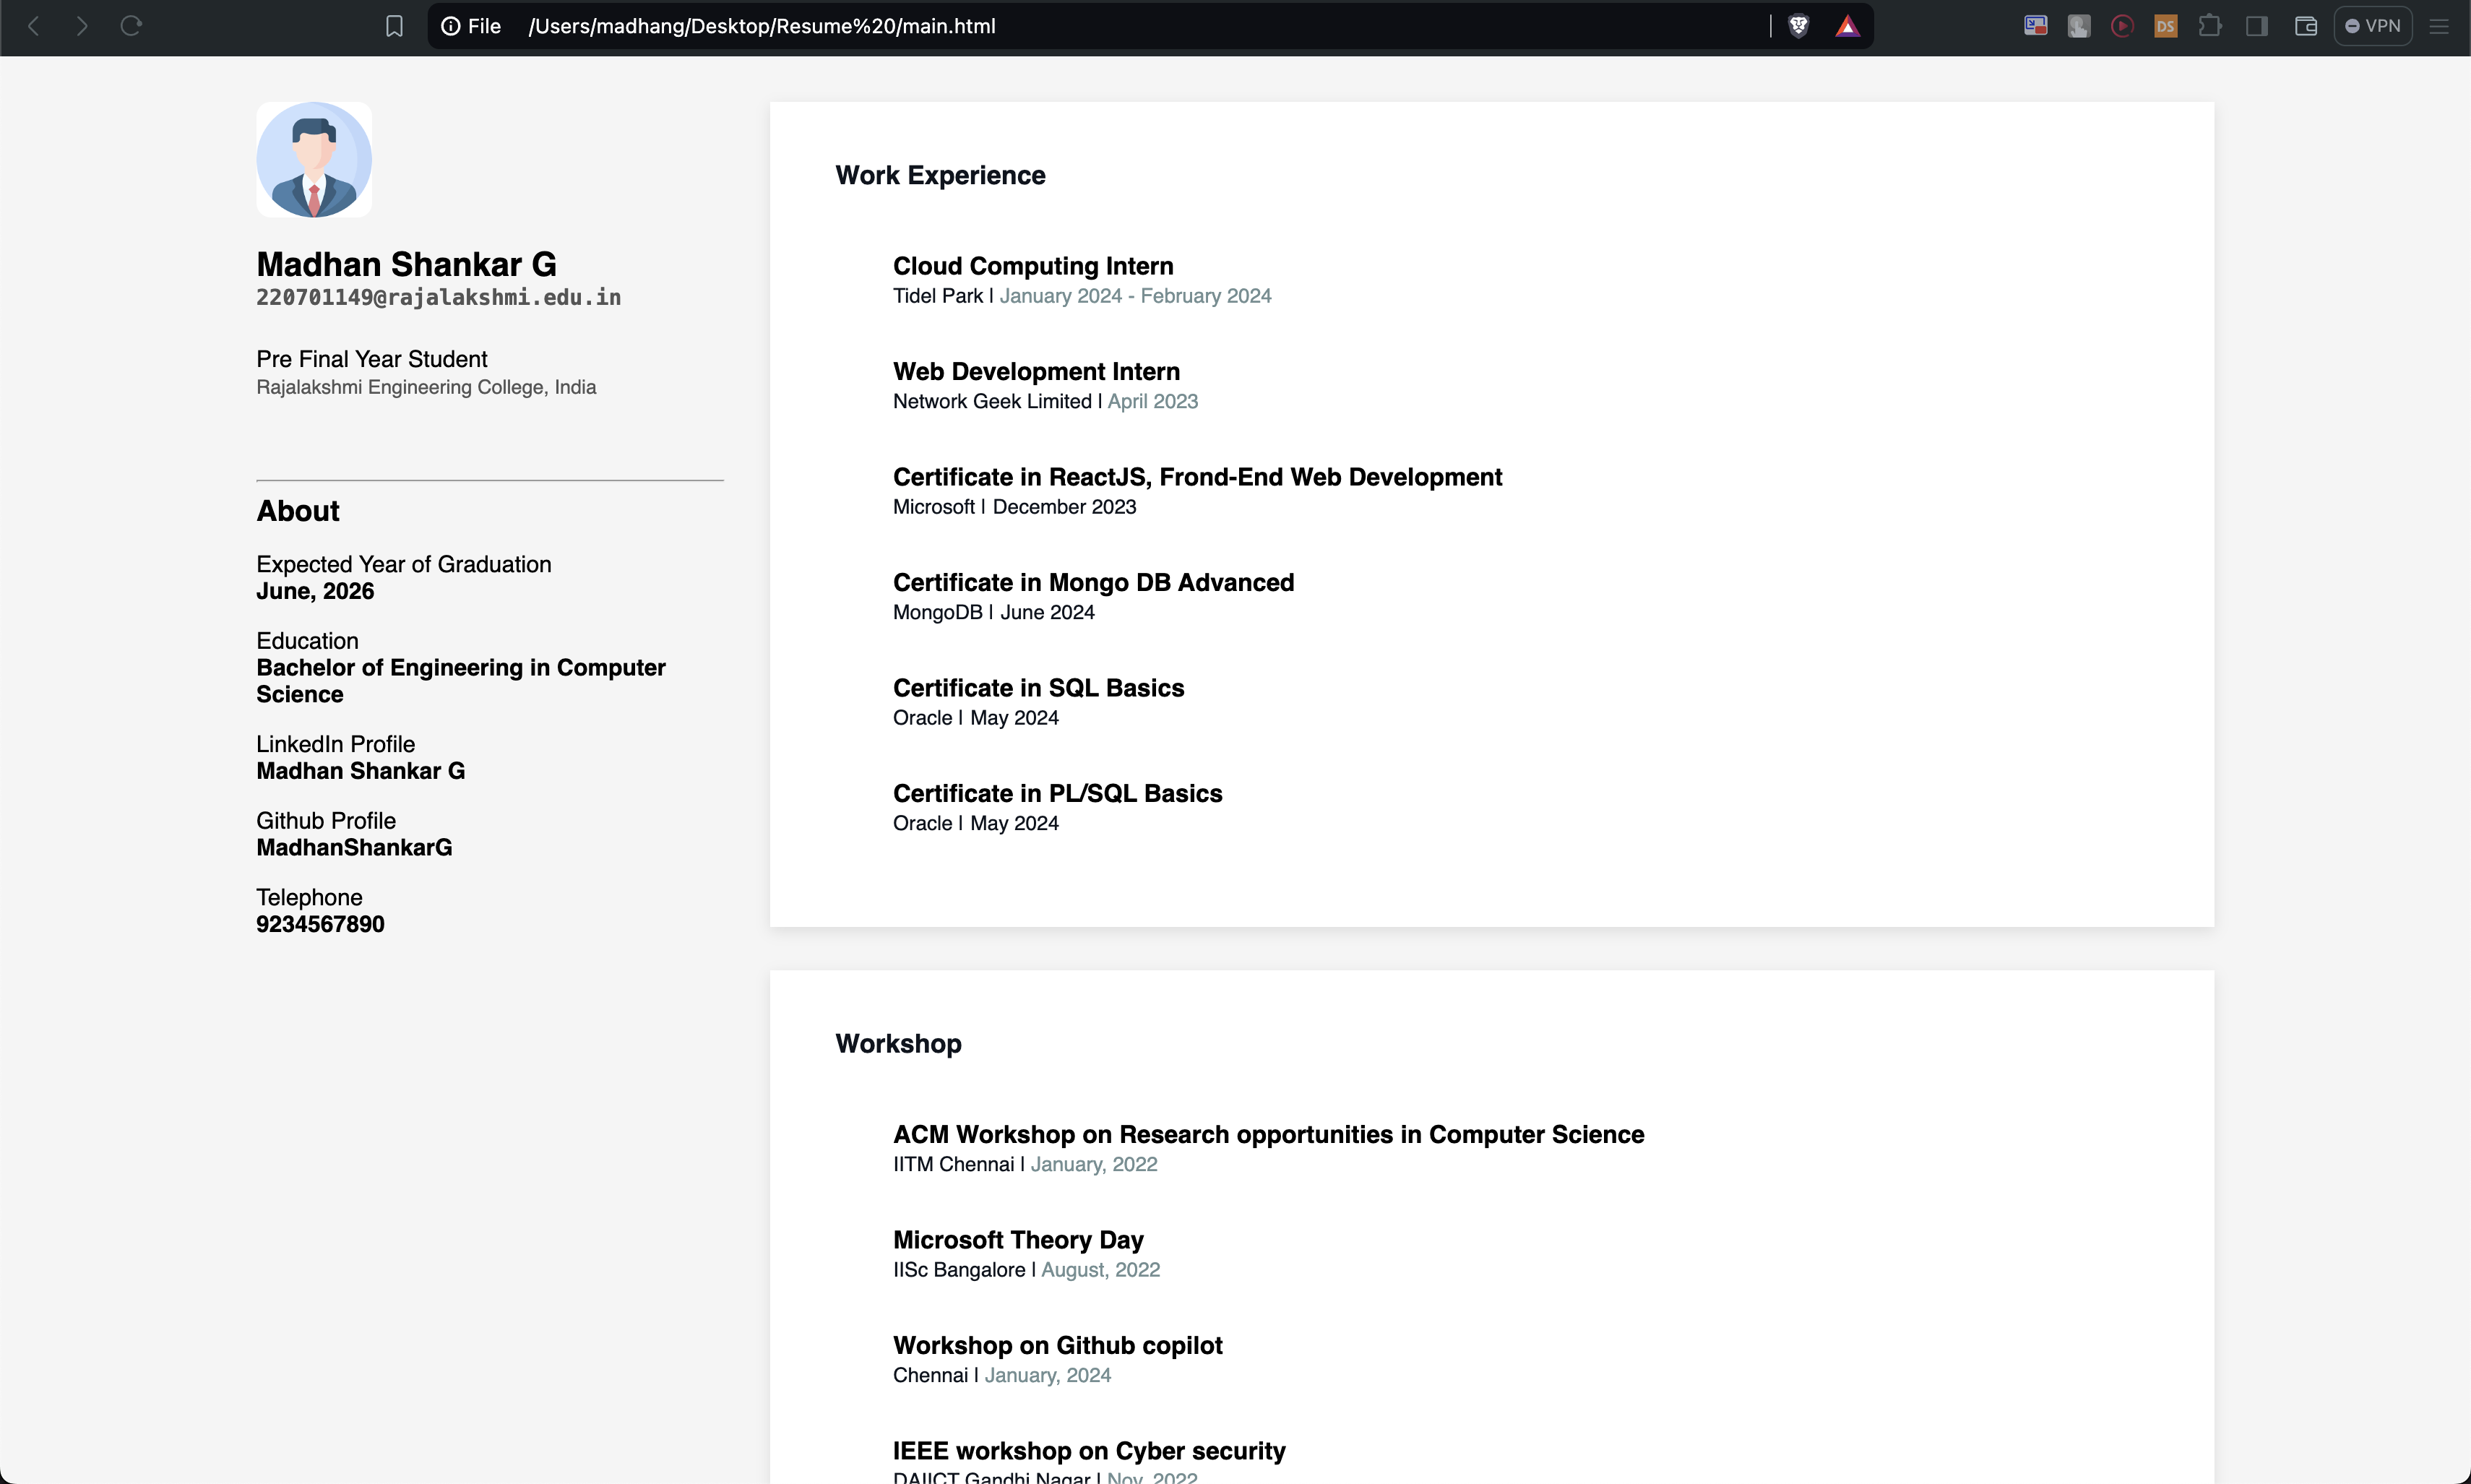 File /Users/madhang/Desktop/Resume%20/main.html
DS
VPN
Madhan Shankar G
220701149@rajalakshmi.edu.in
Pre Final Year Student
Rajalakshmi Engineering College, India
About
Expected Year of Graduation
June, 2026
Education
Bachelor of Engineering in Computer
Science
LinkedIn Profile
Madhan Shankar G
Github Profile
MadhanShankarG
Telephone
9234567890
Work Experience
Cloud Computing Intern
Tidel Park | January 2024 - February 2024
Web Development Intern
Network Geek Limited | April 2023
Certificate in ReactJS, Frond-End Web Development
Microsoft | December 2023
Certificate in Mongo DB Advanced
MongoDB | June 2024
Certificate in SQL Basics
Oracle | May 2024
Certificate in PL/SQL Basics
Oracle | May 2024
Workshop
ACM Workshop on Research opportunities in Computer Science
IITM Chennai | January, 2022
Microsoft Theory Day
IISc Bangalore | August, 2022
Workshop on Github copilot
Chennai | January, 2024
IEEE workshop on Cyber security
DAIICT Gandhi Nagar | Nov, 2022